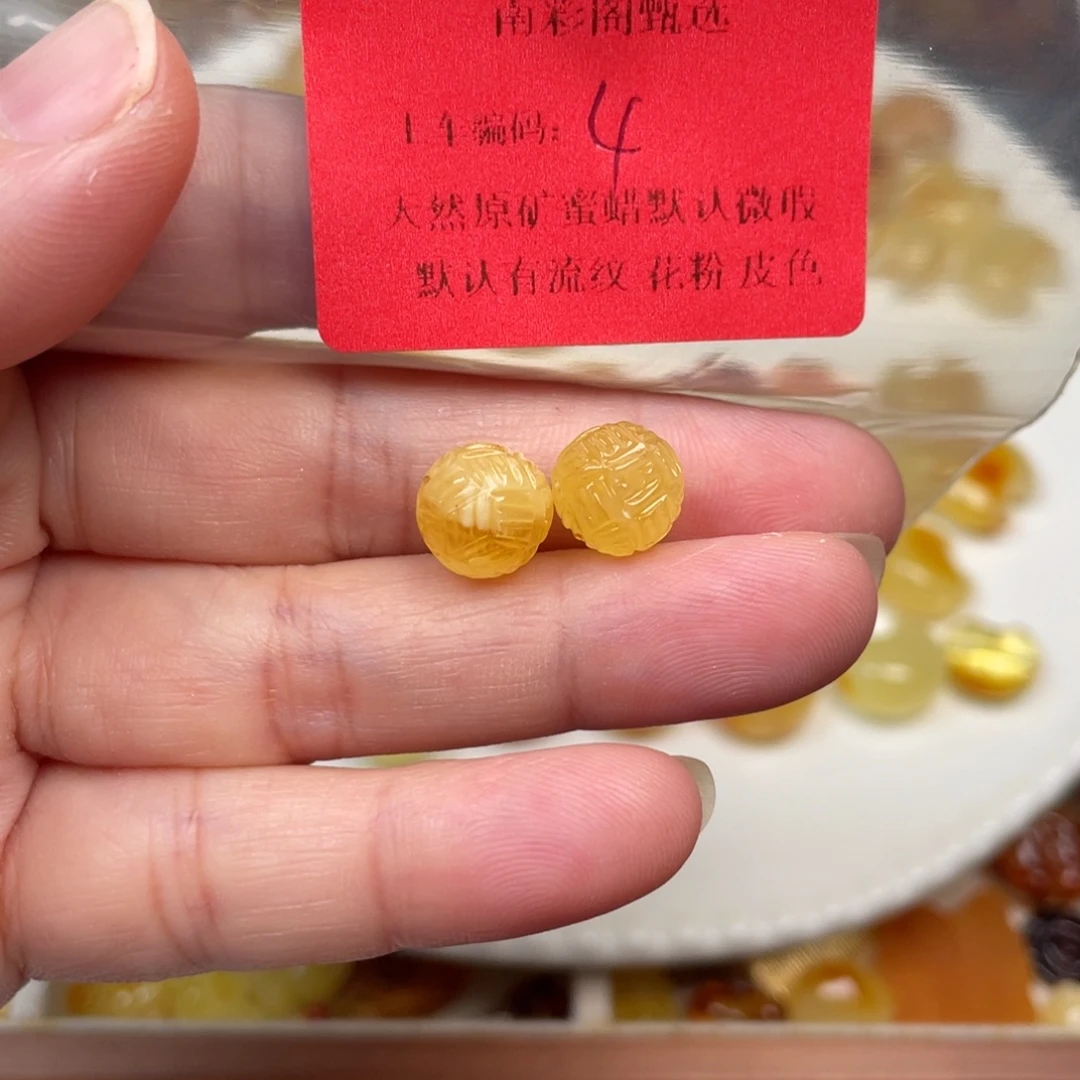 南彩阁甄选
上车编码: 4
天然原矿蜜蜡默认微瑕
默认有流纹 花粉 皮色